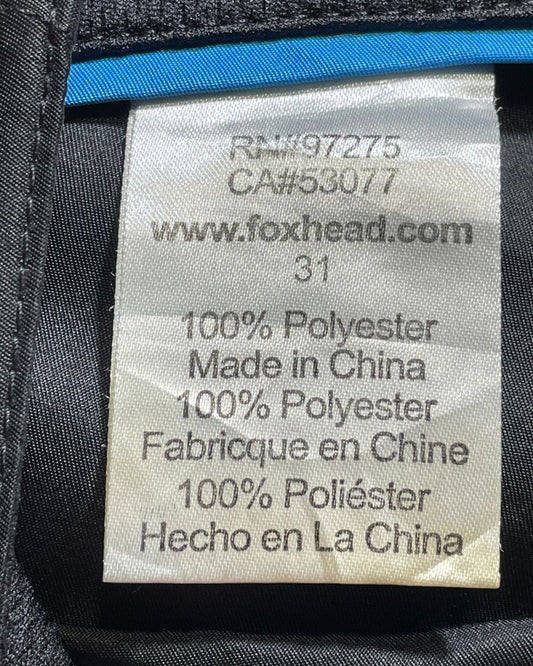 RN#97275
CA#53077
www.foxhead.com
31
100% Polyester
Made in China
100% Polyester
Fabricque en Chine
100% Poliéster
Hecho en La China